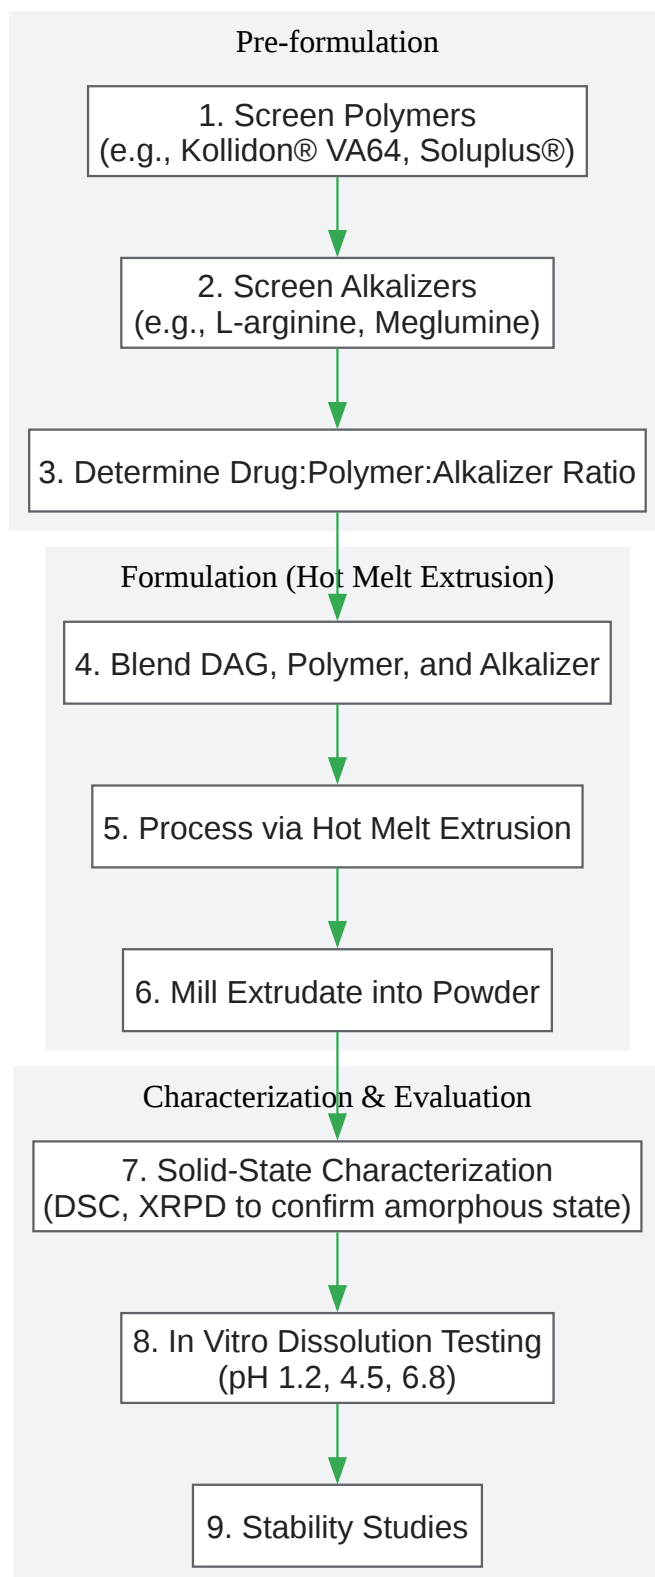 Pre-formulation
1. Screen Polymers
(e.g., Kollidon® VA64, Soluplus®)
2. Screen Alkalizers
(e.g., L-arginine, Meglumine)
3. Determine Drug:Polymer:Alkalizer Ratio
Formulation (Hot Melt Extrusion)
4. Blend DAG, Polymer, and Alkalizer
5. Process via Hot Melt Extrusion
6. Mill Extrudate into Powder
Characterization & Evaluation
7. Solid-State Characterization
(DSC, XRPD to confirm amorphous state)
8. In Vitro Dissolution Testing
(pH 1.2, 4.5, 6.8)
9. Stability Studies